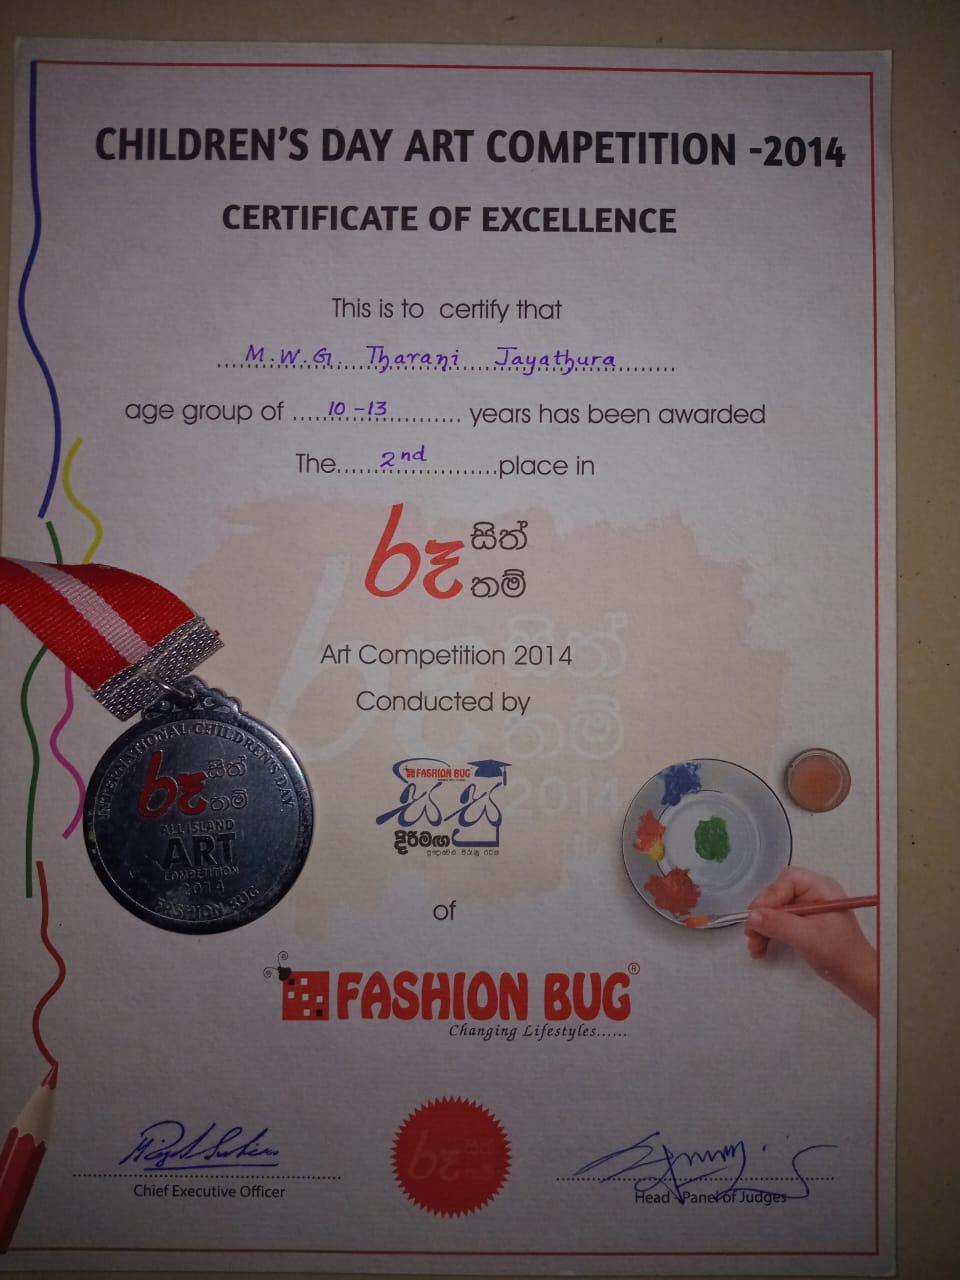 CHILDREN'S DAY ART COMPETITION -2014
CERTIFICATE OF EXCELLENCE
This is to certify that
M.W.G. Tharani Jayathura
age group of 10-13 years has been awarded
The 2nd place in
රූ සිත්
තම්
Art Competition 2014
Conducted by
FASHION BUG
සසු
දිරිමඟ
of
FASHION BUG®
Changing Lifestyles......
Chief Executive Officer
Head - Panel of Judges
INTERNATIONAL CHILDREN'S DAY
රූ සිත්
තම්
ALL ISLAND
ART
COMPETITION
2014
FASHION BUG
රූ සිත්
තම්
2014